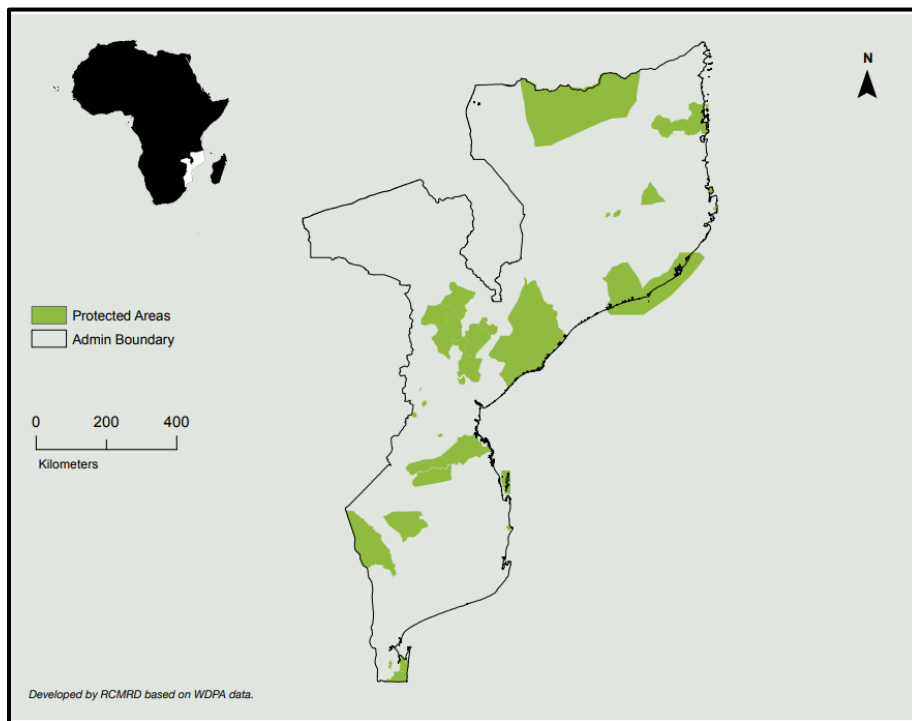 N
Protected Areas
Admin Boundary
0 200 400
Kilometers
Developed by RCMRD based on WDPA data.